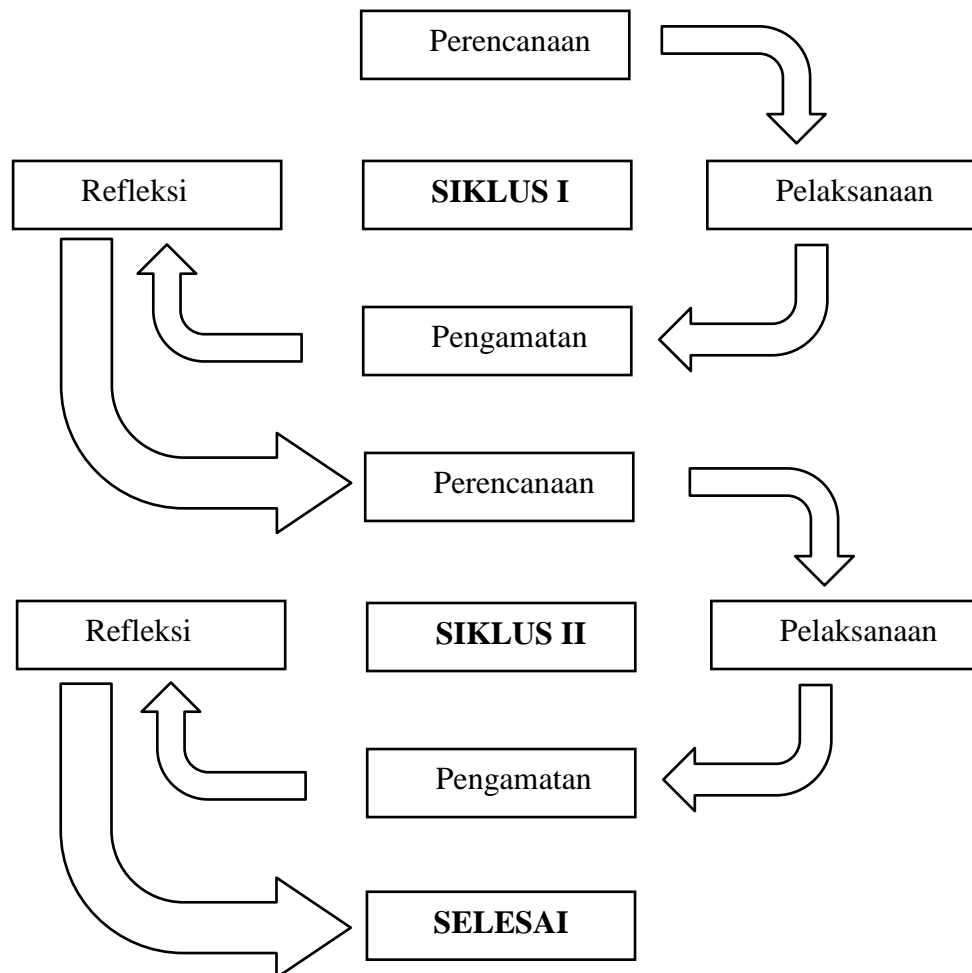 Perencanaan
Refleksi
SIKLUS I
Pelaksanaan
Pengamatan
Perencanaan
Refleksi
SIKLUS II
Pelaksanaan
Pengamatan
SELESAI